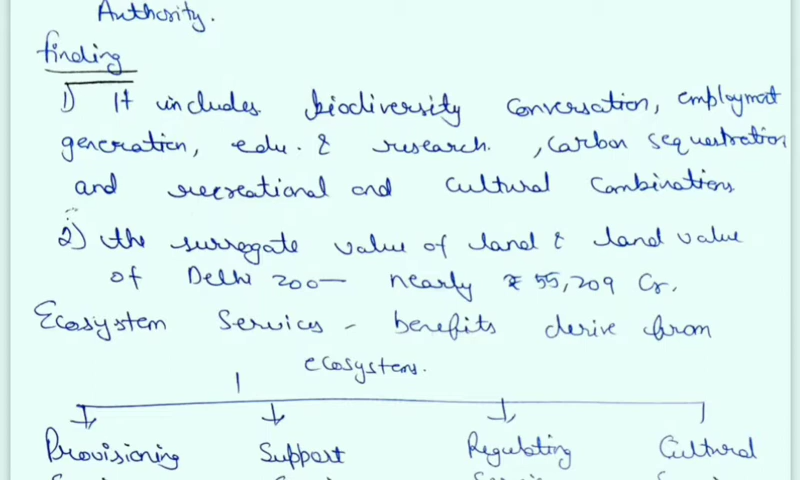 Authority.
finding
1) It includes biodiversity conversation, employment
generation, edu. & research. , carbon sequestration
and recreational and cultural combinations
2) the surrogate value of land & land value
of Delhi zoo — nearly ₹ 55,209 Cr.
Ecosystem Services - benefits derive from
ecosystems.
Provisioning Support Regulating Cultural